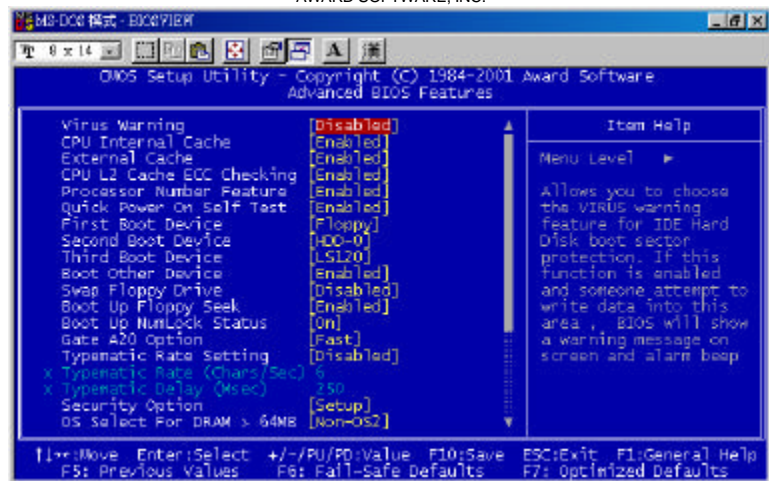 AWARD SOFTWARE, INC.
MS-DOS 模式 - BIOSVIEW
8 x 14
A 漢
CMOS Setup Utility - Copyright (C) 1984-2001 Award Software
Advanced BIOS Features
Virus Warning [Disabled]
CPU Internal Cache [Enabled]
External Cache [Enabled]
CPU L2 Cache ECC Checking [Enabled]
Processor Number Feature [Enabled]
Quick Power On Self Test [Enabled]
First Boot Device [Floppy]
Second Boot Device [HDD-0]
Third Boot Device [LS120]
Boot Other Device [Enabled]
Swap Floppy Drive [Disabled]
Boot Up Floppy Seek [Enabled]
Boot Up NumLock Status [On]
Gate A20 Option [Fast]
Typematic Rate Setting [Disabled]
x Typematic Rate (Chars/Sec) 6
x Typematic Delay (Msec) 250
Security Option [Setup]
OS Select For DRAM > 64MB [Non-OS2]
Item Help
Menu Level ►
Allows you to choose
the VIRUS warning
feature for IDE Hard
Disk boot sector
protection. If this
function is enabled
and someone attempt to
write data into this
area , BIOS will show
a warning message on
screen and alarm beep
↑↓→←:Move Enter:Select +/-/PU/PD:Value F10:Save ESC:Exit F1:General Help
F5: Previous Values F6: Fail-Safe Defaults F7: Optimized Defaults